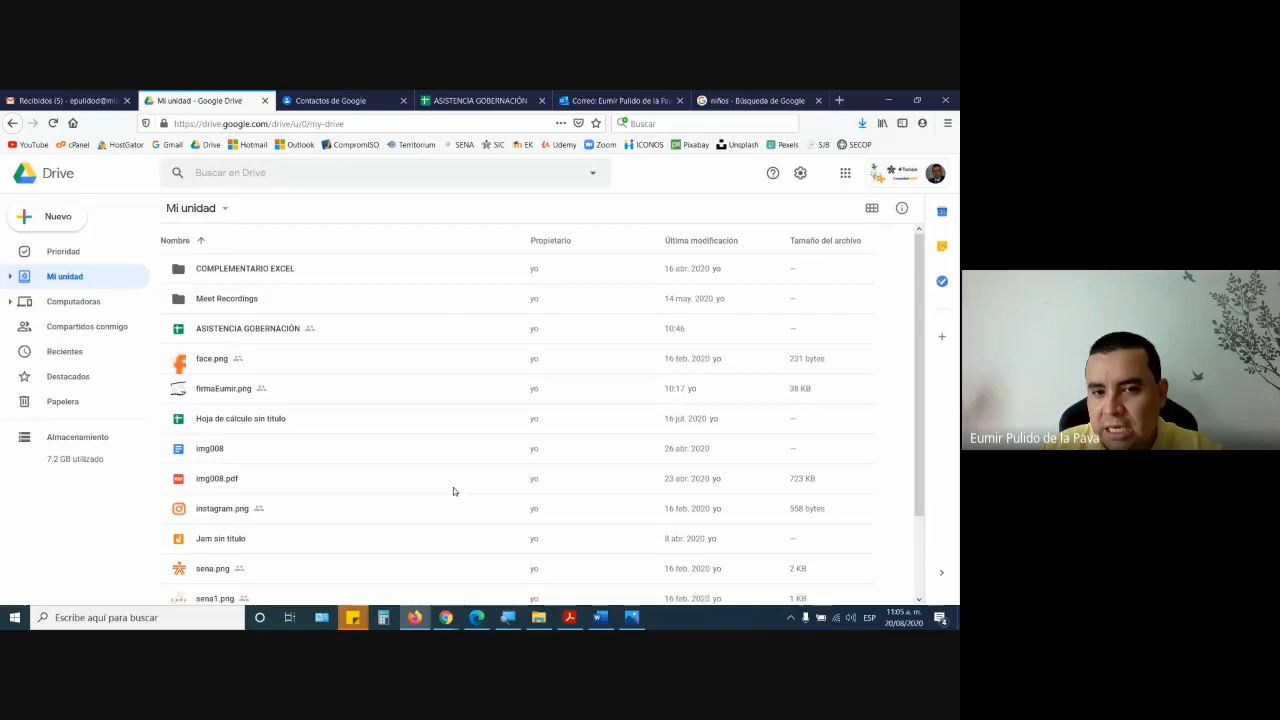 Recibidos (5) - epulidod@mis
Mi unidad - Google Drive
Contactos de Google
ASISTENCIA GOBERNACIÓN
Correo: Eumir Pulido de la Pav
niños - Búsqueda de Google
https://drive.google.com/drive/u/0/my-drive
Buscar
YouTube cPanel HostGator Gmail Drive Hotmail Outlook CompromISO Territorium SENA SIC EK Udemy Zoom ICONOS Pixabay Unsplash Pexels SJB SECOP
Drive
Buscar en Drive
Nuevo
Mi unidad
Nombre Propietario Última modificación Tamaño del archivo
Prioridad
Mi unidad
Computadoras
Compartidos conmigo
Recientes
Destacados
Papelera
Almacenamiento
7.2 GB utilizado
COMPLEMENTARIO EXCEL yo 16 abr. 2020 yo —
Meet Recordings yo 14 may. 2020 yo —
ASISTENCIA GOBERNACIÓN yo 10:46 —
face.png yo 16 feb. 2020 yo 231 bytes
firmaEumir.png yo 10:17 yo 38 KB
Hoja de cálculo sin título yo 16 jul. 2020 yo —
img008 yo 26 abr. 2020 —
img008.pdf yo 23 abr. 2020 yo 723 KB
instagram.png yo 16 feb. 2020 yo 558 bytes
Jam sin título yo 8 abr. 2020 yo —
sena.png yo 16 feb. 2020 yo 2 KB
sena1.png yo 16 feb. 2020 yo 1 KB
Eumir Pulido de la Pava
Escribe aquí para buscar
ESP
11:05 a. m.
20/08/2020